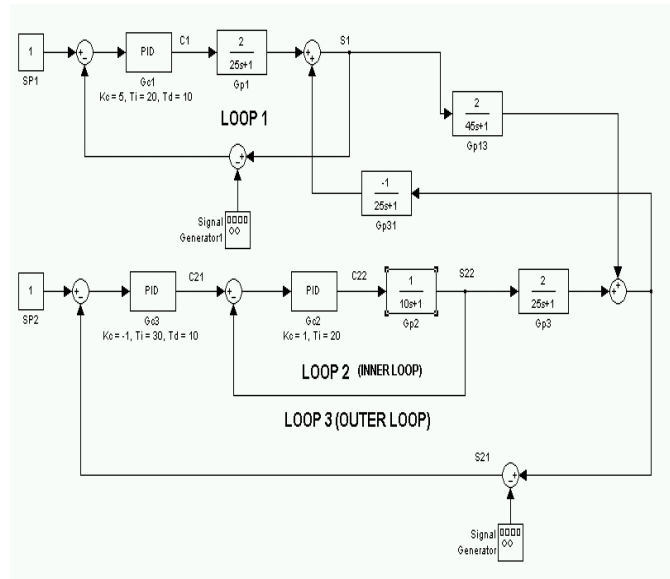 1
SP1
PID
Gc1
Kc = 5, Ti = 20, Td = 10
C1
2
25s+1
Gp1
S1
LOOP 1
2
45s+1
Gp13
Signal
Generator1
-1
25s+1
Gp31
1
SP2
PID
Gc3
Kc = -1, Ti = 30, Td = 10
C21
PID
Gc2
Kc = 1, Ti = 20
C22
1
10s+1
Gp2
S22
2
25s+1
Gp3
LOOP 2 (INNER LOOP)
LOOP 3 (OUTER LOOP)
S21
Signal
Generator